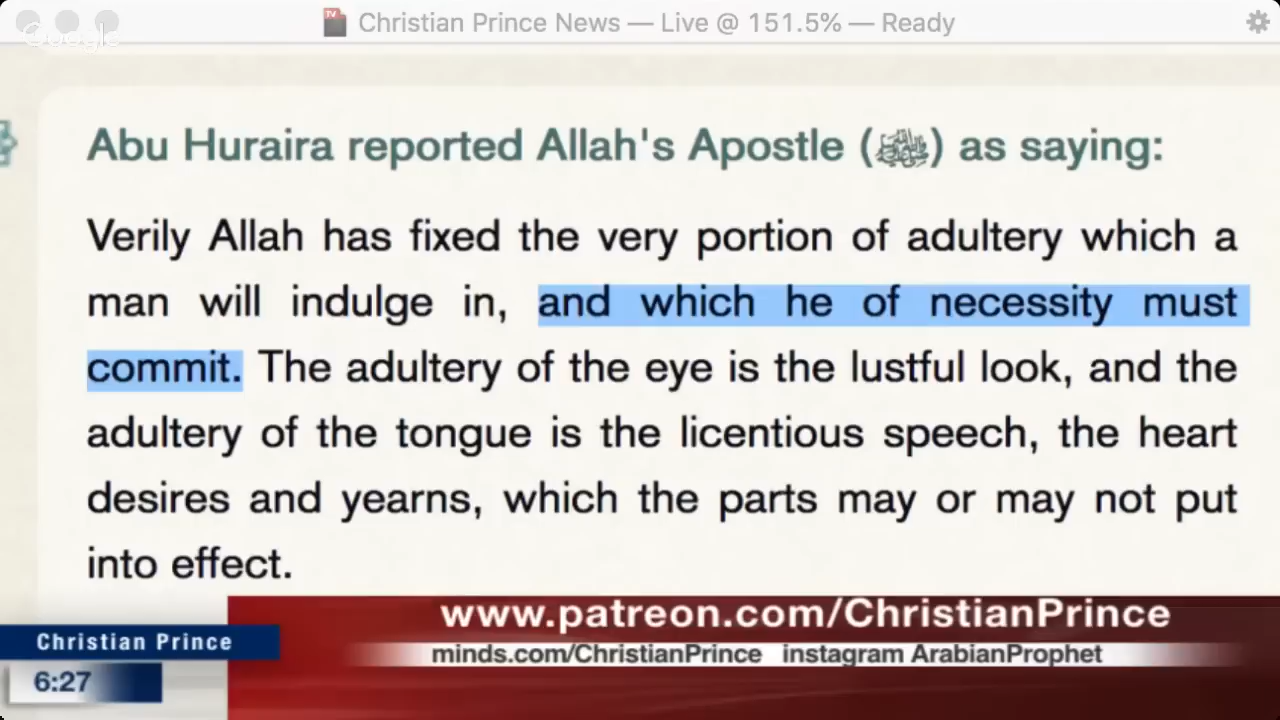 Christian Prince News — Live @ 151.5% — Ready
Google
Abu Huraira reported Allah's Apostle (ﷺ) as saying:
Verily Allah has fixed the very portion of adultery which a
man will indulge in, and which he of necessity must
commit. The adultery of the eye is the lustful look, and the
adultery of the tongue is the licentious speech, the heart
desires and yearns, which the parts may or may not put
into effect.
www.patreon.com/ChristianPrince
Christian Prince
minds.com/ChristianPrince instagram ArabianProphet
6:27